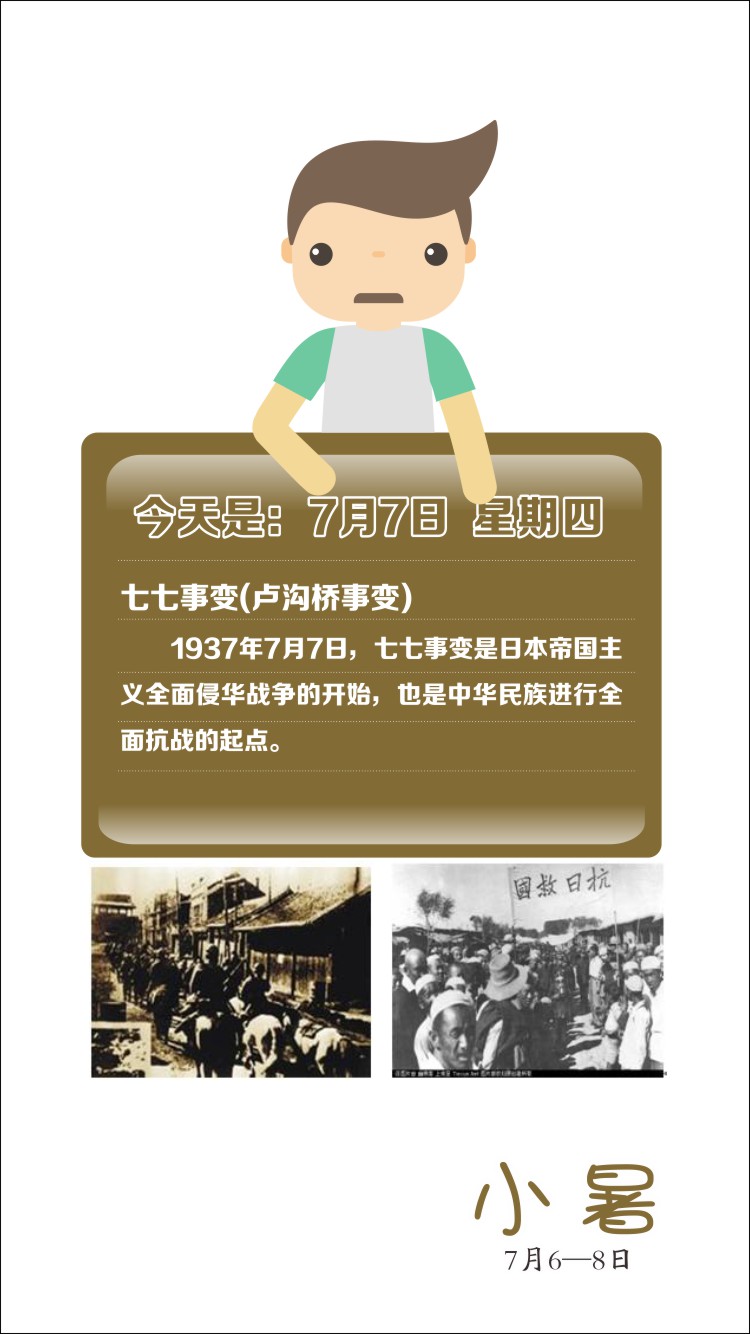 今天是：7月7日 星期四
七七事变(卢沟桥事变)
1937年7月7日，七七事变是日本帝国主
义全面侵华战争的开始，也是中华民族进行全
面抗战的起点。
國救日抗
小暑
7月6—8日